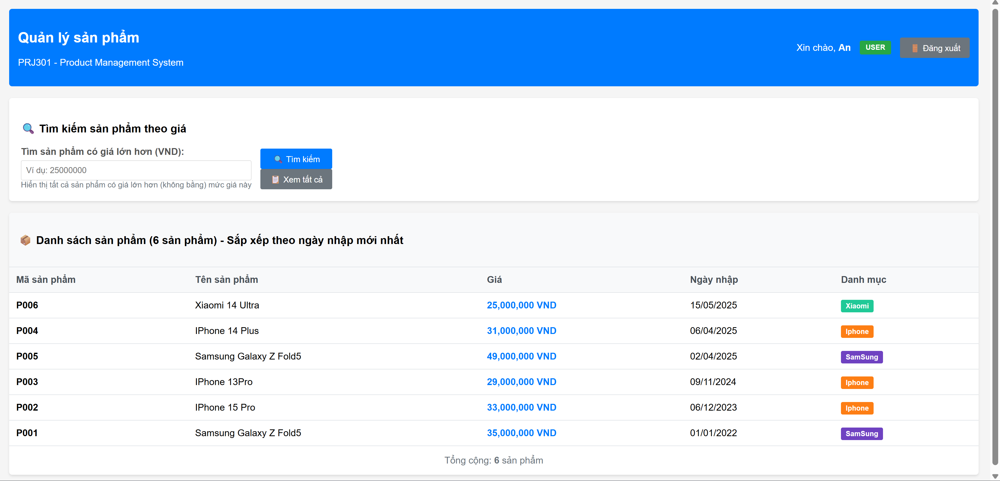 Quản lý sản phẩm
PRJ301 - Product Management System
Xin chào, An
USER
Đăng xuất
Tìm kiếm sản phẩm theo giá
Tìm sản phẩm có giá lớn hơn (VND):
Ví dụ: 25000000
Hiển thị tất cả sản phẩm có giá lớn hơn (không bằng) mức giá này
Tìm kiếm
Xem tất cả
Danh sách sản phẩm (6 sản phẩm) - Sắp xếp theo ngày nhập mới nhất
Mã sản phẩm Tên sản phẩm Giá Ngày nhập Danh mục
P006 Xiaomi 14 Ultra 25,000,000 VND 15/05/2025 Xiaomi
P004 IPhone 14 Plus 31,000,000 VND 06/04/2025 Iphone
P005 Samsung Galaxy Z Fold5 49,000,000 VND 02/04/2025 SamSung
P003 IPhone 13Pro 29,000,000 VND 09/11/2024 Iphone
P002 IPhone 15 Pro 33,000,000 VND 06/12/2023 Iphone
P001 Samsung Galaxy Z Fold5 35,000,000 VND 01/01/2022 SamSung
Tổng cộng: 6 sản phẩm